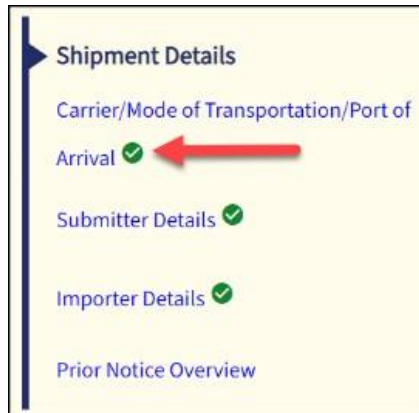 Shipment Details
Carrier/Mode of Transportation/Port of
Arrival
Submitter Details
Importer Details
Prior Notice Overview